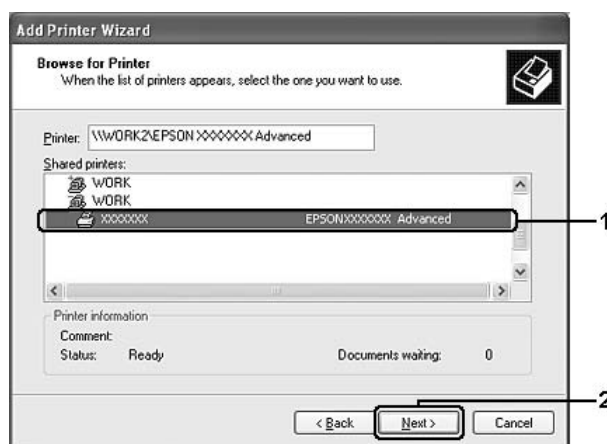 Add Printer Wizard
Browse for Printer
When the list of printers appears, select the one you want to use.
Printer: \\WORK2\EPSON XXXXXXX Advanced
Shared printers:
WORK
WORK
XXXXXXX EPSONXXXXXXX Advanced
1
Printer information
Comment:
Status: Ready Documents waiting: 0
2
< Back Next > Cancel